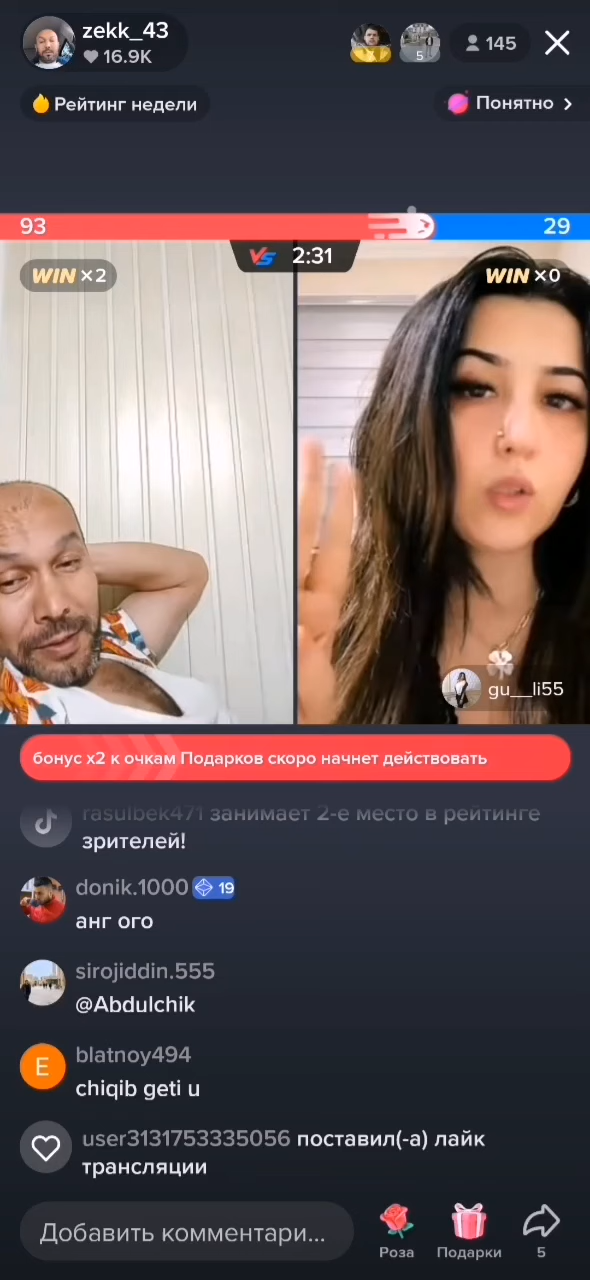 zekk_43
16.9K
5
145
Рейтинг недели
Понятно
93
29
VS 2:31
WIN ×2
WIN ×0
gu__li55
бонус x2 к очкам Подарков скоро начнет действовать
rasulbek471 занимает 2-е место в рейтинге
зрителей!
donik.1000 19
анг ого
sirojiddin.555
@Abdulchik
blatnoy494
E
chiqib geti u
user3131753335056 поставил(-а) лайк
трансляции
Добавить комментари...
Роза
Подарки
5